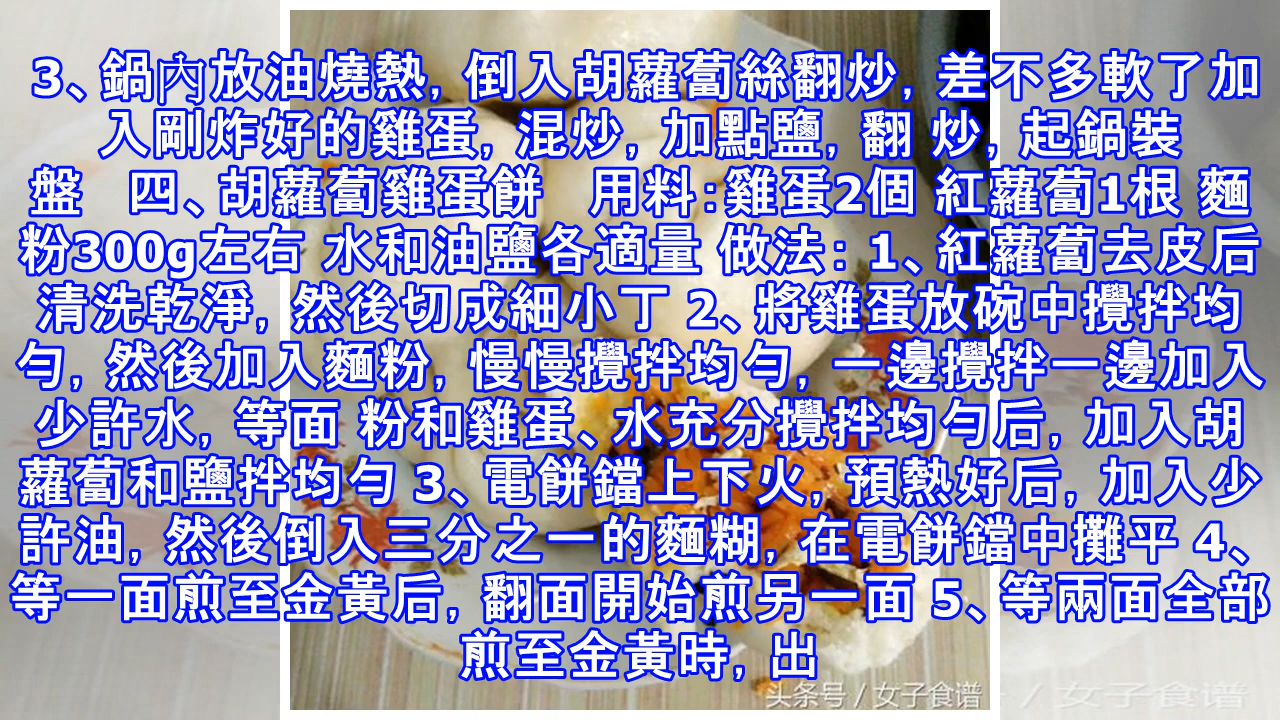 3、鍋內放油燒熱, 倒入胡蘿蔔絲翻炒, 差不多軟了加
入剛炸好的雞蛋, 混炒, 加點鹽, 翻 炒, 起鍋裝
盤 四、胡蘿蔔雞蛋餅 用料:雞蛋2個 紅蘿蔔1根 麵
粉300g左右 水和油鹽各適量 做法: 1、紅蘿蔔去皮后
清洗乾淨, 然後切成細小丁 2、將雞蛋放碗中攪拌均
勻, 然後加入麵粉, 慢慢攪拌均勻, 一邊攪拌一邊加入
少許水, 等面 粉和雞蛋、水充分攪拌均勻后, 加入胡
蘿蔔和鹽拌均勻 3、電餅鐺上下火, 預熱好后, 加入少
許油, 然後倒入三分之一的麵糊, 在電餅鐺中攤平 4、
等一面煎至金黃后, 翻面開始煎另一面 5、等兩面全部
煎至金黃時, 出
头条号 / 女子食谱
/ 女子食谱